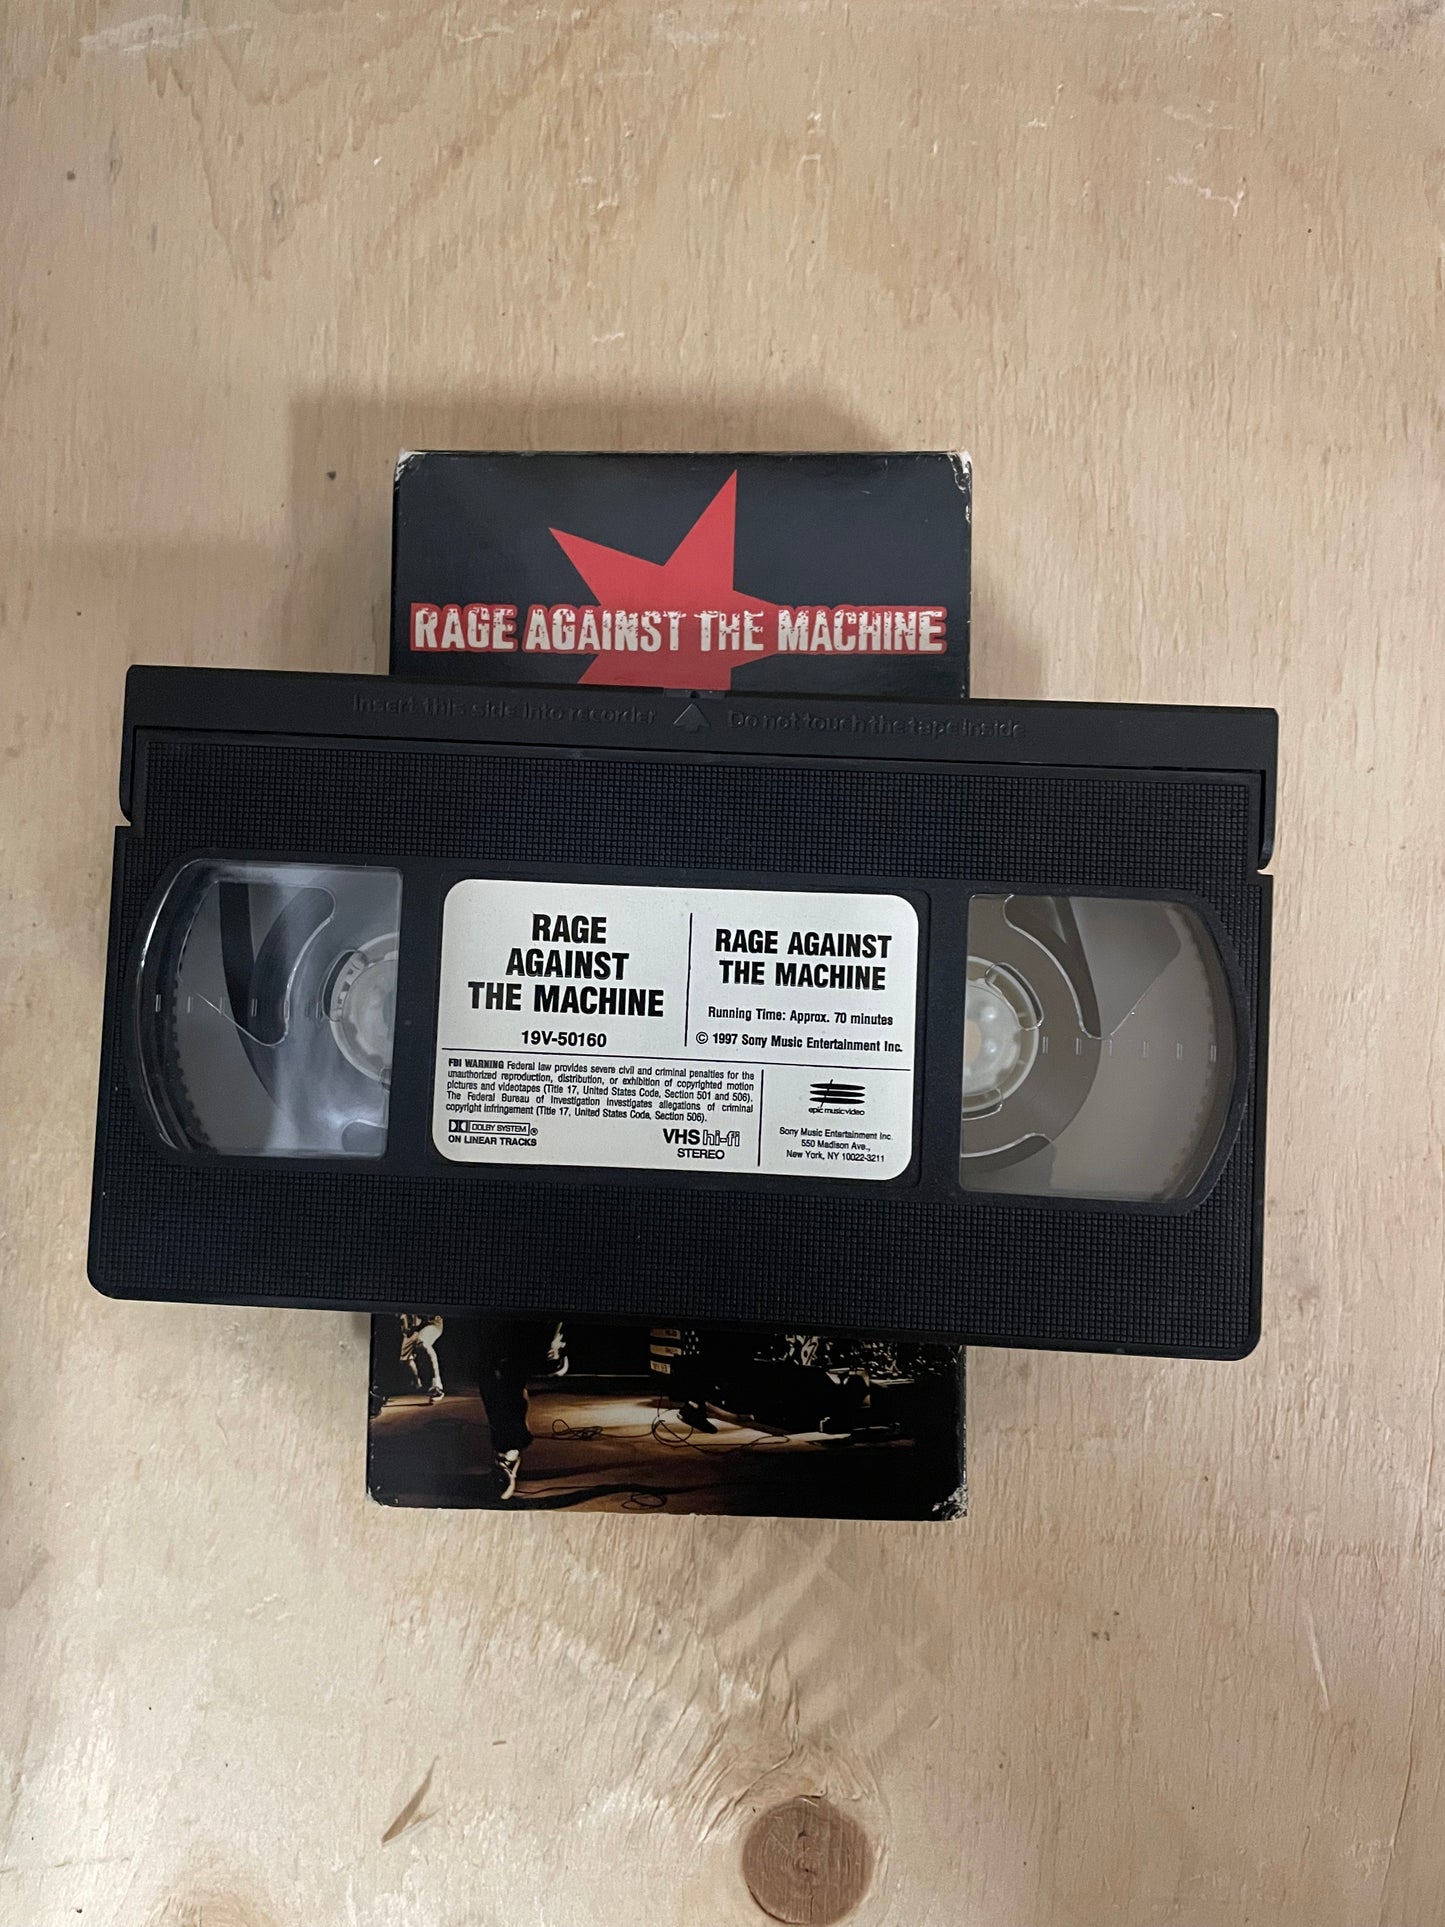 RAGE AGAINST THE MACHINE
Insert this side into recorder Do not touch the tape inside
RAGE
AGAINST
THE MACHINE
19V-50160
RAGE AGAINST
THE MACHINE
Running Time: Approx. 70 minutes
© 1997 Sony Music Entertainment Inc.
FBI WARNING Federal law provides severe civil and criminal penalties for the
unauthorized reproduction, distribution, or exhibition of copyrighted motion
pictures and videotapes (Title 17, United States Code, Section 501 and 506).
The Federal Bureau of Investigation investigates allegations of criminal
copyright infringement (Title 17, United States Code, Section 506).
DOLBY SYSTEM ®
ON LINEAR TRACKS
VHS hi-fi
STEREO
epic musicvideo
Sony Music Entertainment Inc.
550 Madison Ave.,
New York, NY 10022-3211